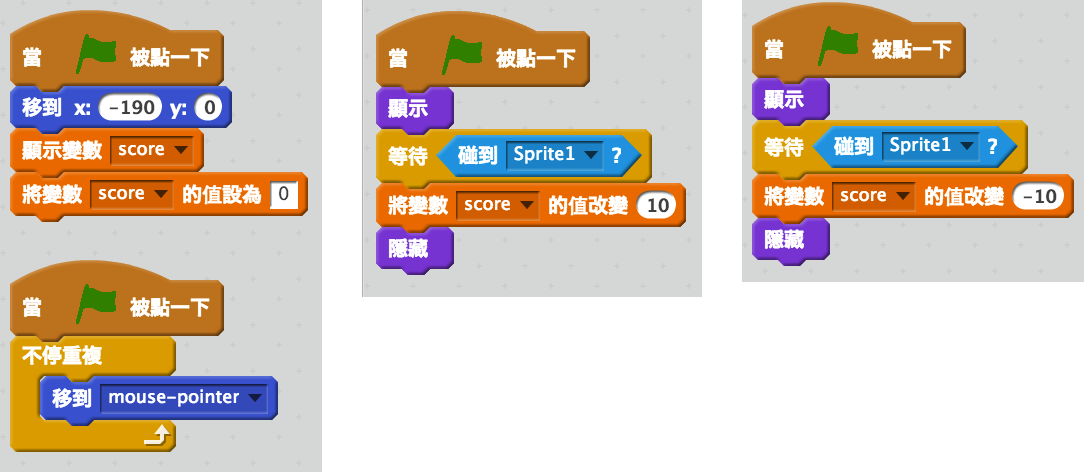 當 被點一下
移到 x: -190 y: 0
顯示變數 score
將變數 score 的值設為 0
當 被點一下
不停重複
移到 mouse-pointer
當 被點一下
顯示
等待 碰到 Sprite1 ?
將變數 score 的值改變 10
隱藏
當 被點一下
顯示
等待 碰到 Sprite1 ?
將變數 score 的值改變 -10
隱藏